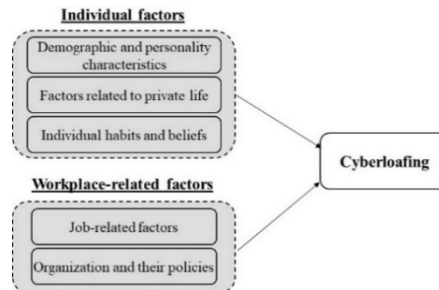 Individual factors
Demographic and personality
characteristics
Factors related to private life
Individual habits and beliefs
Cyberloafing
Workplace-related factors
Job-related factors
Organization and their policies